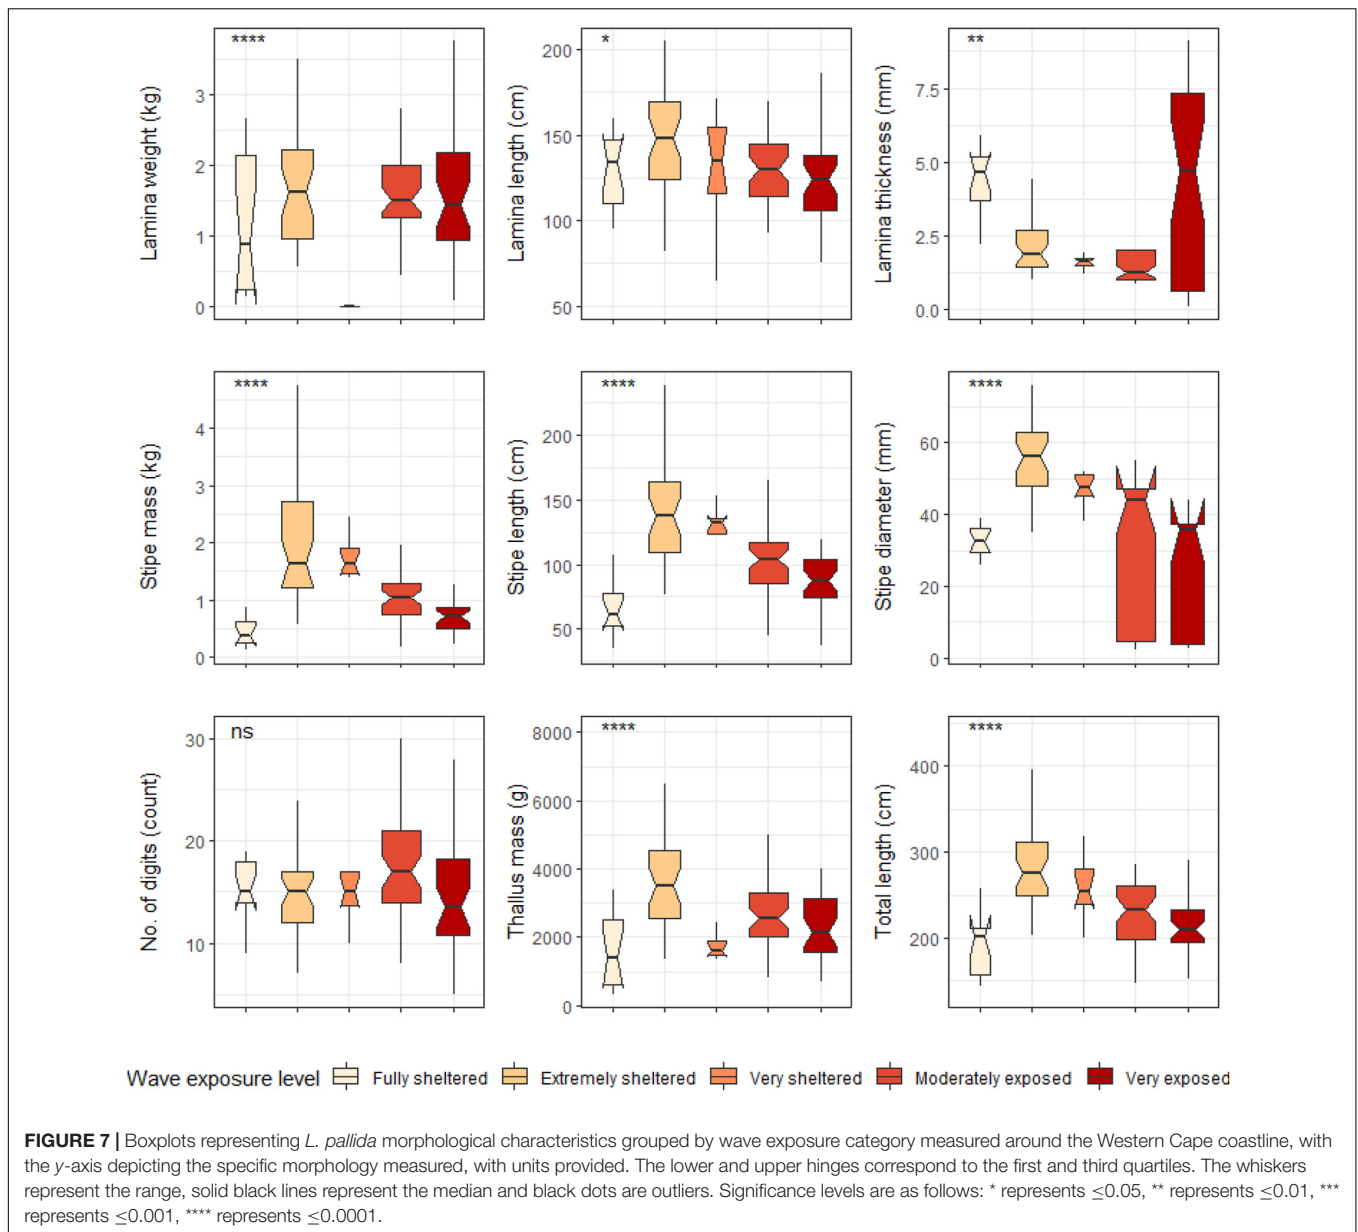 ****
Lamina weight (kg)
3
2
1
0
*
Lamina length (cm)
200
150
100
50
**
Lamina thickness (mm)
7.5
5.0
2.5
0.0
****
Stipe mass (kg)
4
3
2
1
0
****
Stipe length (cm)
200
150
100
50
****
Stipe diameter (mm)
60
40
20
0
ns
No. of digits (count)
30
20
10
****
Thallus mass (g)
8000
6000
4000
2000
0
****
Total length (cm)
400
300
200
Wave exposure level Fully sheltered Extremely sheltered Very sheltered Moderately exposed Very exposed
FIGURE 7 | Boxplots representing L. pallida morphological characteristics grouped by wave exposure category measured around the Western Cape coastline, with
the y-axis depicting the specific morphology measured, with units provided. The lower and upper hinges correspond to the first and third quartiles. The whiskers
represent the range, solid black lines represent the median and black dots are outliers. Significance levels are as follows: * represents ≤0.05, ** represents ≤0.01, ***
represents ≤0.001, **** represents ≤0.0001.